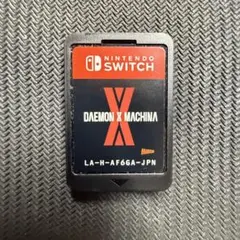 NINTENDO
SWITCH
DAEMON X MACHINA
LA-H-AF6GA-JPN